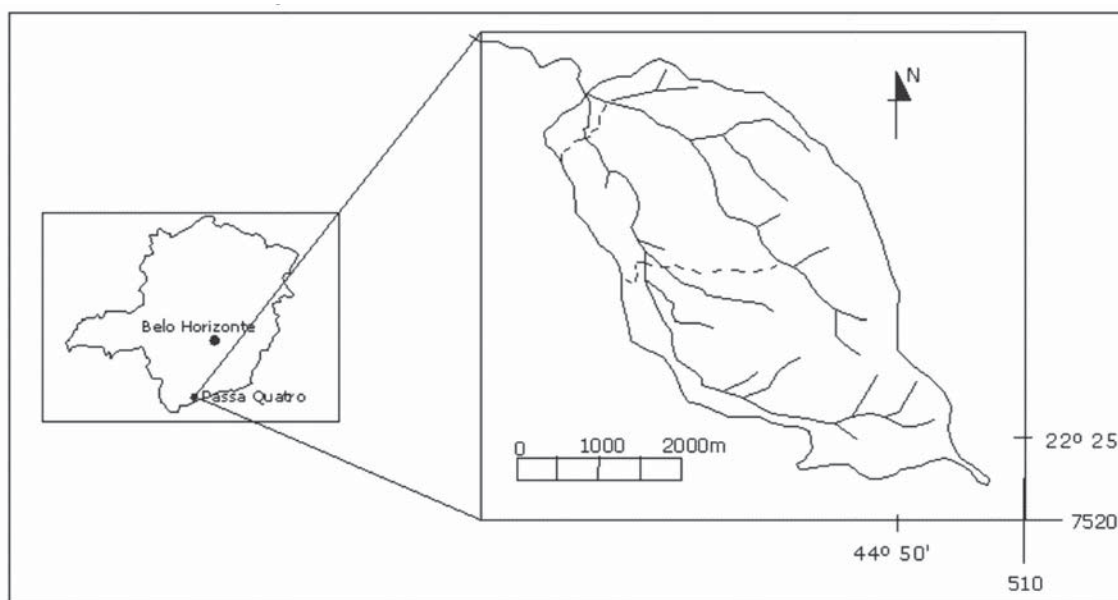 N
Belo Horizonte
Passa Quatro
0 1000 2000m
22º 25
7520
44º 50'
510